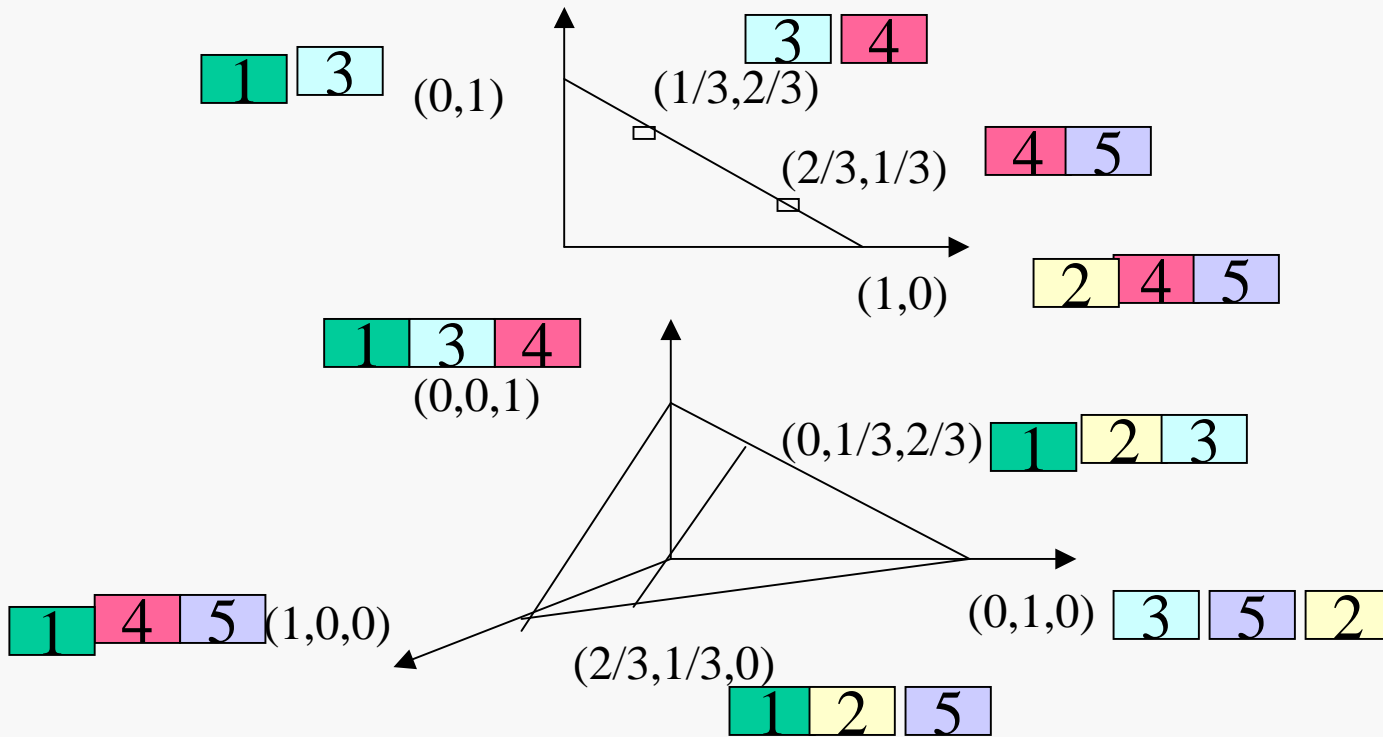 1 3
(0,1)
3 4
(1/3,2/3)
4 5
(2/3,1/3)
2 4 5
(1,0)
1 3 4
(0,0,1)
(0,1/3,2/3)
1 2 3
1 4 5
(1,0,0)
(0,1,0)
3 5 2
(2/3,1/3,0)
1 2 5